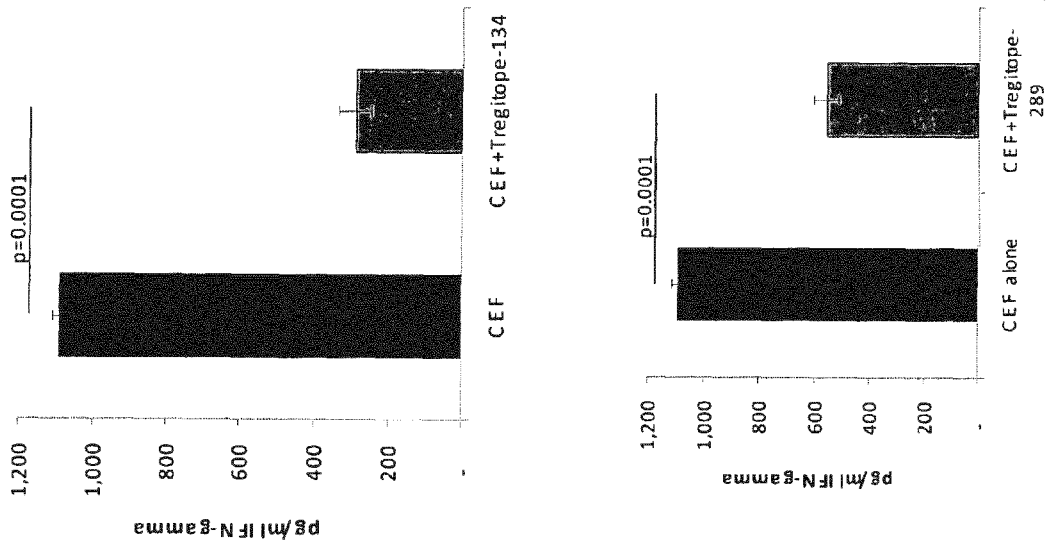 p=0.0001
1,200
1,000
800
600
400
200
-
pg/ml IFN-gamma
CEF
CEF+Tregitope-134
p=0.0001
1,200
1,000
800
600
400
200
-
pg/ml IFN-gamma
CEF alone
CEF+Tregitope-
289